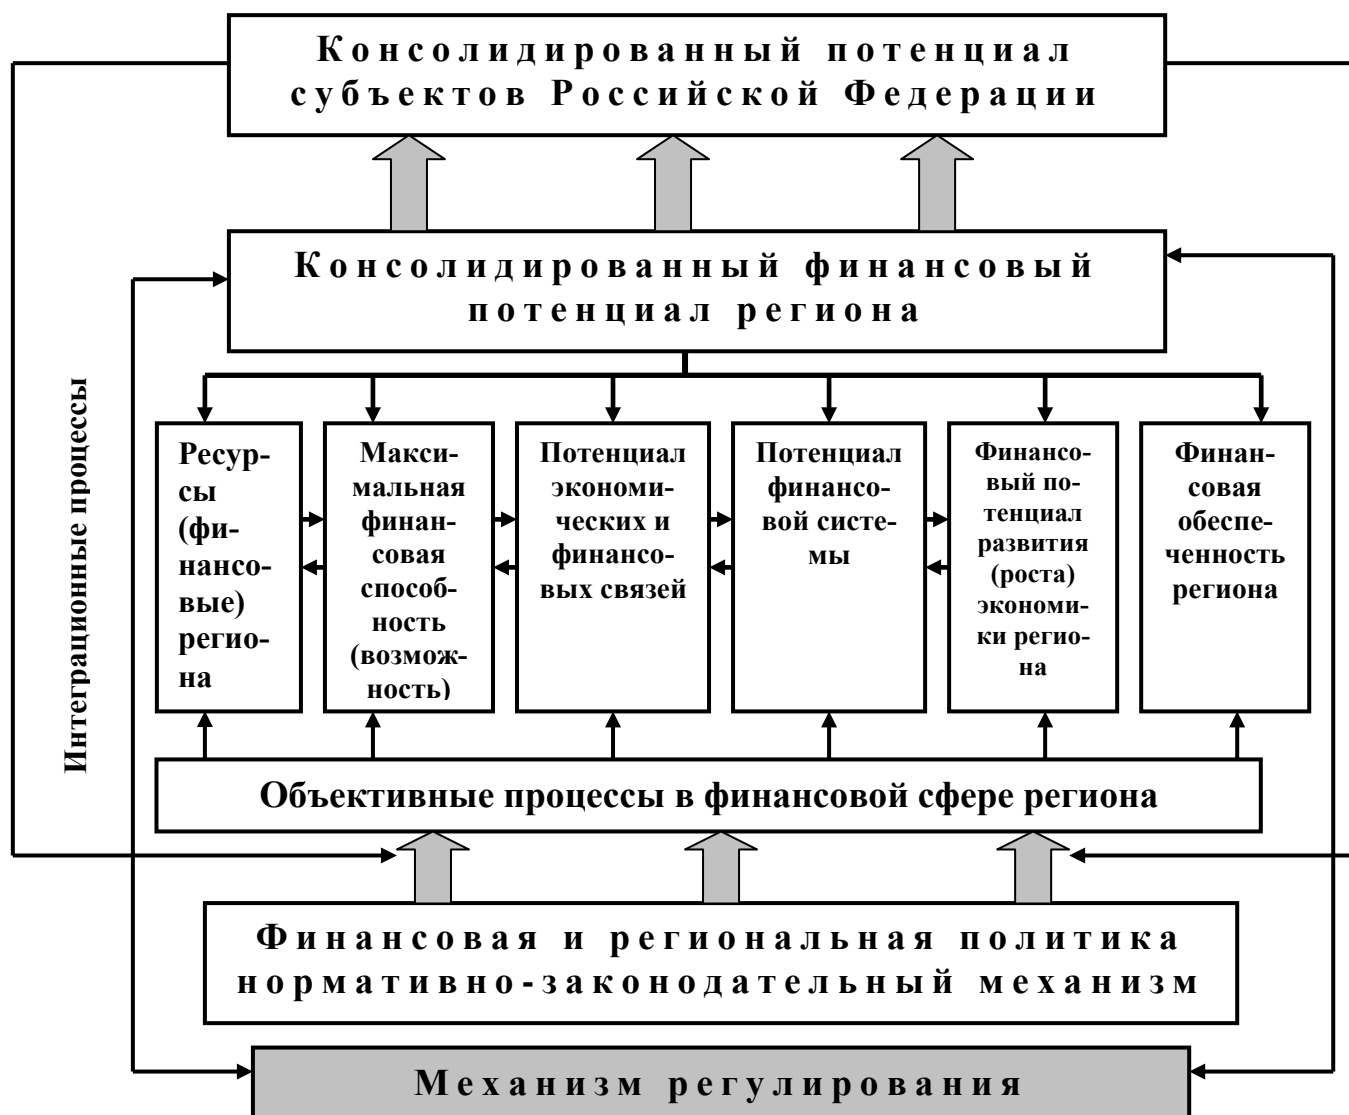 Консолидированный потенциал
субъектов Российской Федерации
Консолидированный финансовый
потенциал региона
Интеграционные процессы
Ресур-
сы
(фи-
нансо-
вые)
регио-
на
Макси-
мальная
финан-
совая
способ-
ность
(возмож-
ность)
Потенциал
экономи-
ческих и
финансо-
вых связей
Потенциал
финансо-
вой систе-
мы
Финансо-
вый по-
тенциал
развития
(роста)
экономи-
ки регио-
на
Финан-
совая
обеспе-
ченность
региона
Объективные процессы в финансовой сфере региона
Финансовая и региональная политика
нормативно-законодательный механизм
Механизм регулирования